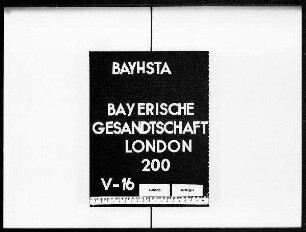 BAYHSTA
BAYERISCHE
GESANDTSCHAFT
LONDON
200
V-16